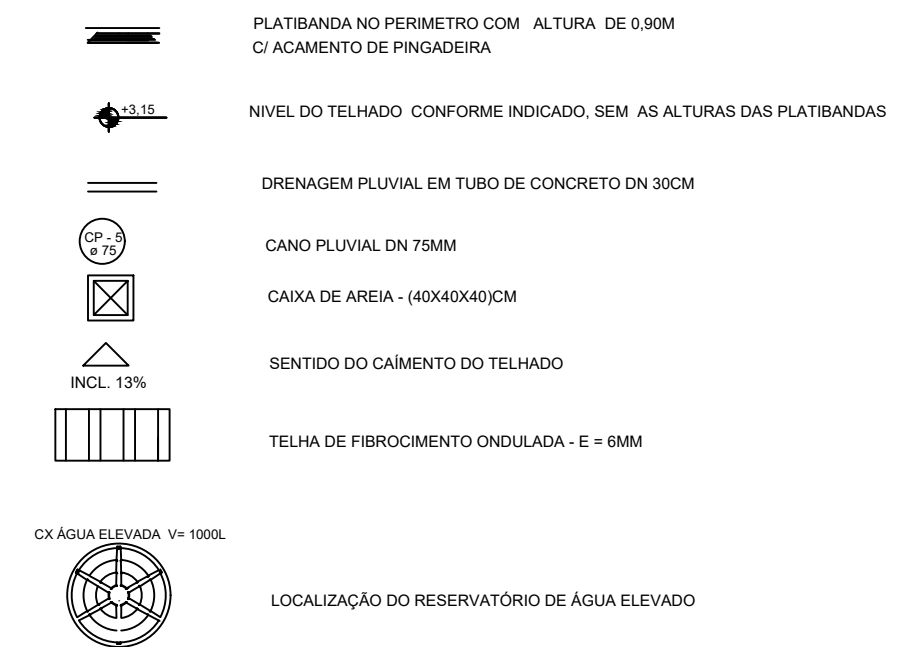 PLATIBANDA NO PERIMETRO COM ALTURA DE 0,90M
C/ ACAMENTO DE PINGADEIRA
+3,15
NIVEL DO TELHADO CONFORME INDICADO, SEM AS ALTURAS DAS PLATIBANDAS
DRENAGEM PLUVIAL EM TUBO DE CONCRETO DN 30CM
CP - 5
ø 75
CANO PLUVIAL DN 75MM
CAIXA DE AREIA - (40X40X40)CM
SENTIDO DO CAÍMENTO DO TELHADO
INCL. 13%
TELHA DE FIBROCIMENTO ONDULADA - E = 6MM
CX ÁGUA ELEVADA V= 1000L
LOCALIZAÇÃO DO RESERVATÓRIO DE ÁGUA ELEVADO